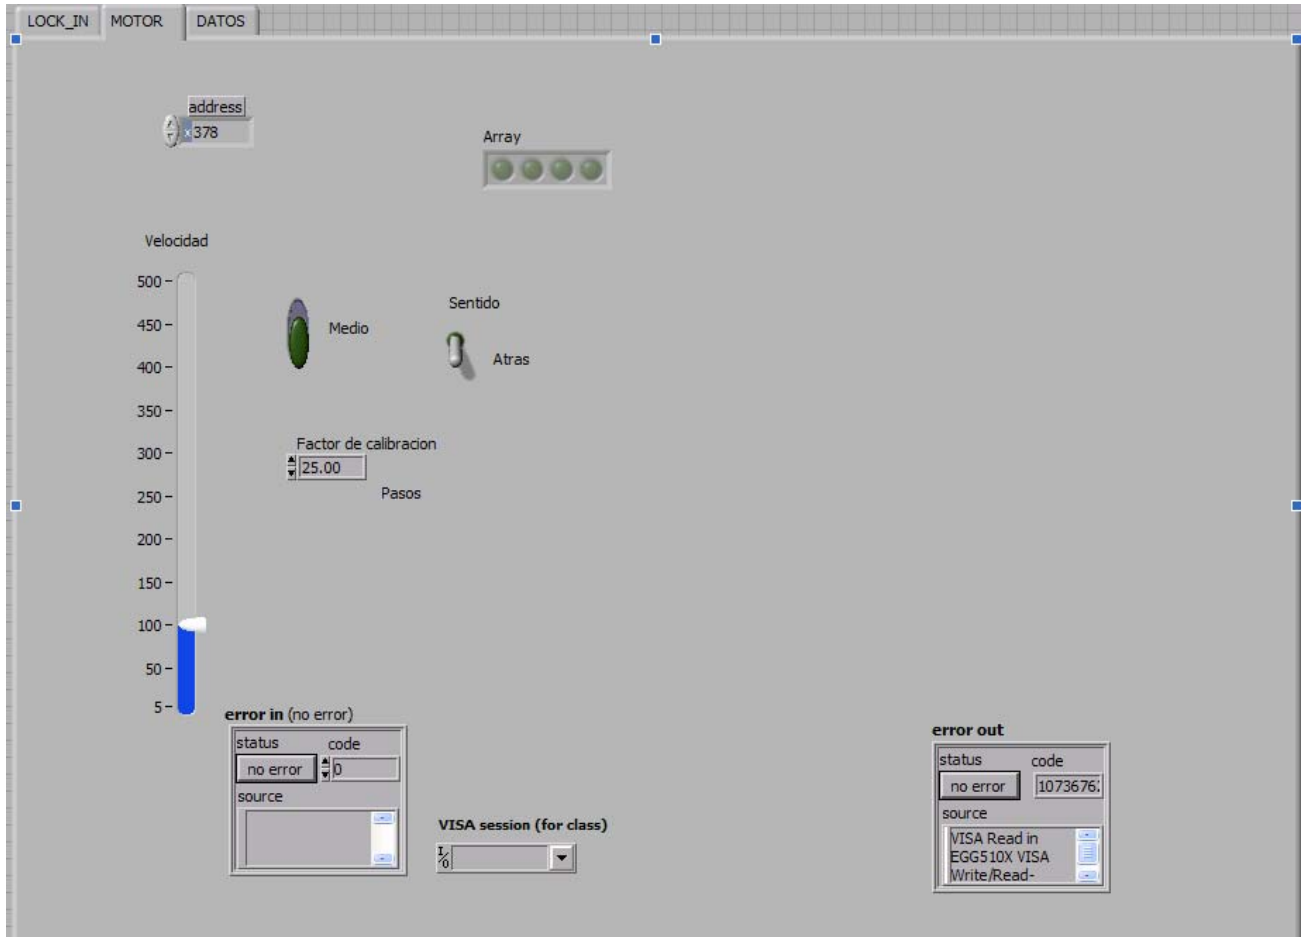 LOCK_IN MOTOR DATOS
address
x378
Array
Velocidad
500
450
400
350
300
250
200
150
100
50
5
Medio
Sentido
Atras
Factor de calibracion
25.00
Pasos
error in (no error)
status code
no error 0
source
VISA session (for class)
I/O
error out
status code
no error 1073676
source
VISA Read in
EGG510X VISA
Write/Read-